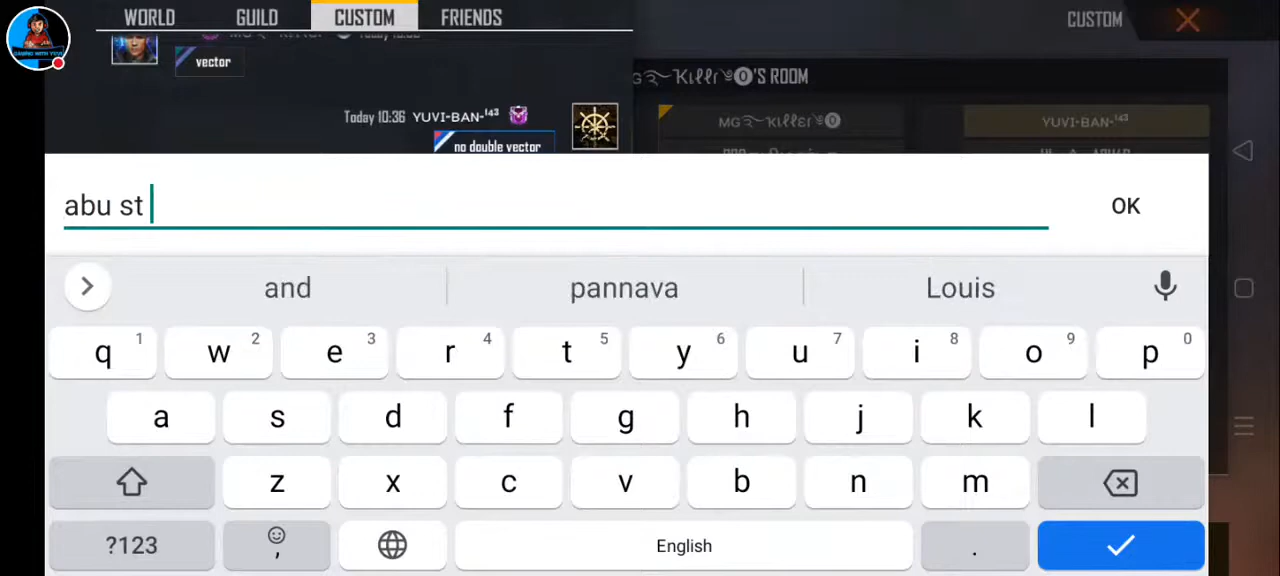 WORLD GUILD CUSTOM FRIENDS
CUSTOM
vector
'S ROOM
Today 10:36 YUVI-BAN-¹⁴³
YUVI-BAN-¹⁴³
no double vector
abu st
OK
and pannava Louis
q 1 w 2 e 3 r 4 t 5 y 6 u 7 i 8 o 9 p 0
a s d f g h j k l
z x c v b n m
?123 , English .